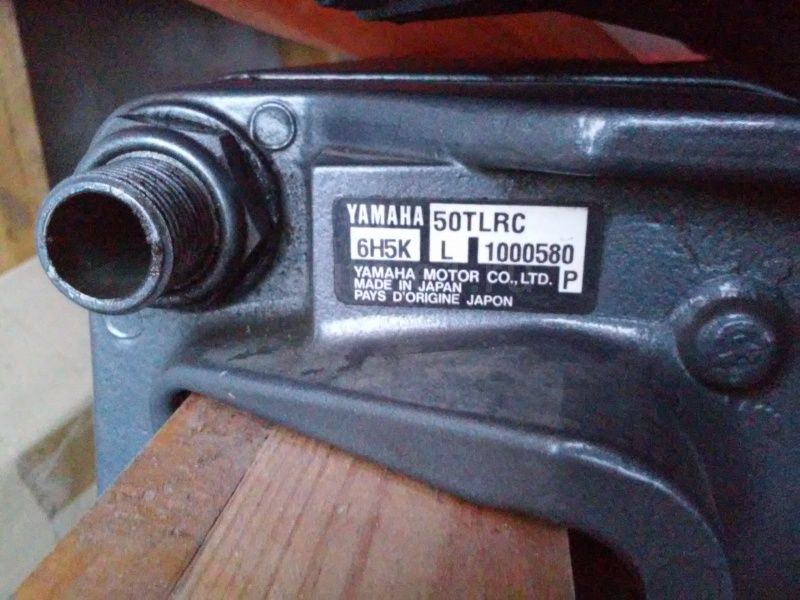 YAMAHA 50TLRC
6H5K L 1000580
YAMAHA MOTOR CO.,LTD. P
MADE IN JAPAN
PAYS D'ORIGINE JAPON